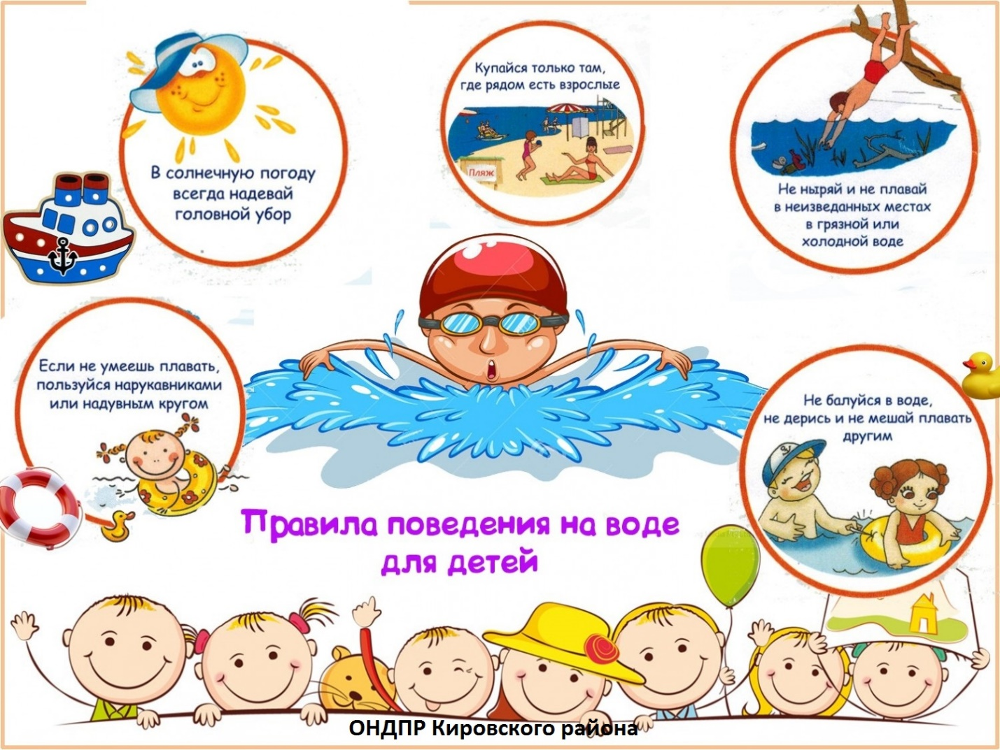 В солнечную погоду
всегда надевай
головной убор
Купайся только там,
где рядом есть взрослые
Пляж
Не ныряй и не плавай
в неизведанных местах
в грязной или
холодной воде
Если не умеешь плавать,
пользуйся нарукавниками
или надувным кругом
Не балуйся в воде,
не дерись и не мешай плавать
другим
Правила поведения на воде
для детей
ОНДПР Кировского района